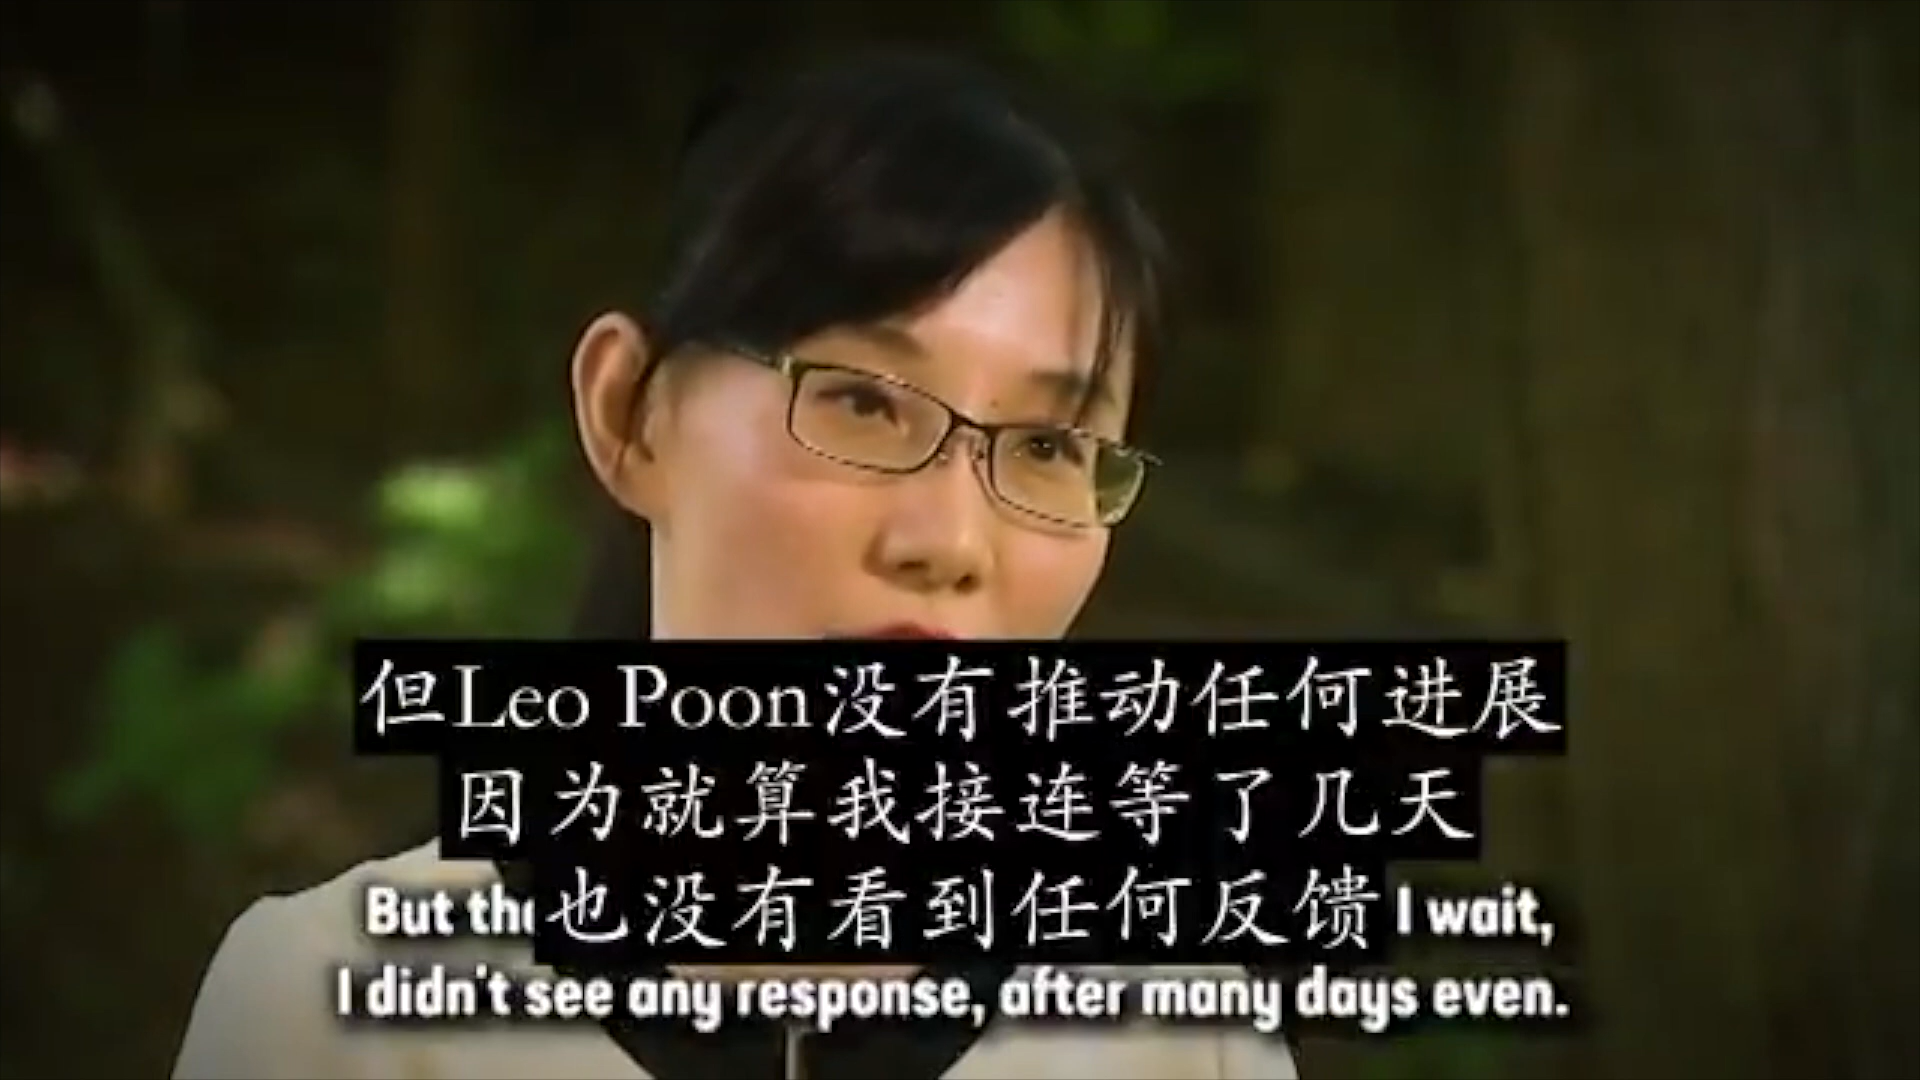 但Leo Poon没有推动任何进展
因为就算我接连等了几天
也没有看到任何反馈
But I wait,
I didn't see any response, after many days even.